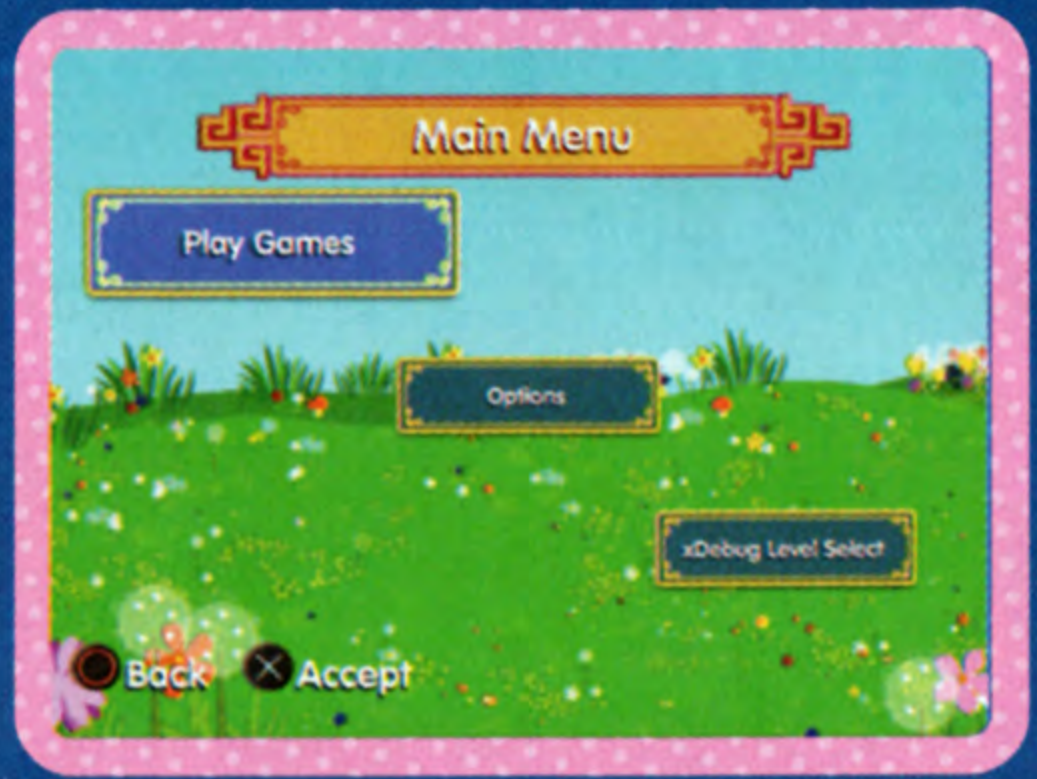 Main Menu
Play Games
Options
xDebug Level Select
Back
Accept